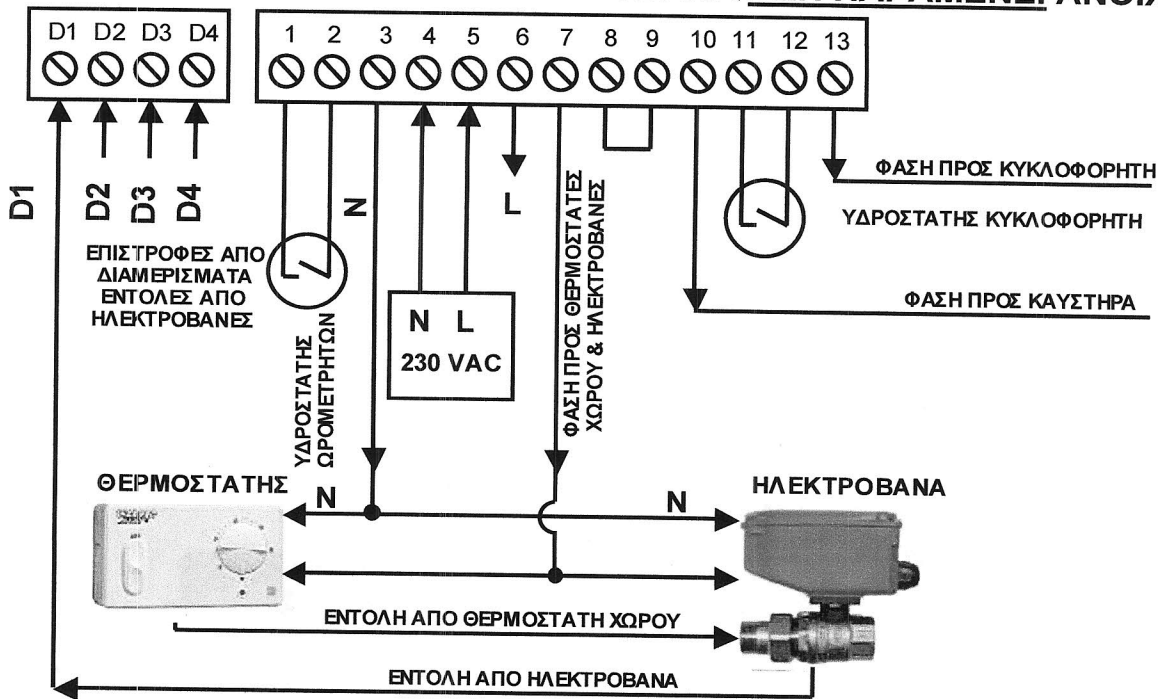 D1 D2 D3 D4
1 2 3 4 5 6 7 8 9 10 11 12 13
D1
D2
D3
D4
ΕΠΙΣΤΡΟΦΕΣ ΑΠΟ
ΔΙΑΜΕΡΙΣΜΑΤΑ
ΕΝΤΟΛΕΣ ΑΠΟ
ΗΛΕΚΤΡΟΒΑΝΕΣ
ΥΔΡΟΣΤΑΤΗΣ
ΩΡΟΜΕΤΡΗΤΩΝ
N
N L
230 VAC
L
ΦΑΣΗ ΠΡΟΣ ΘΕΡΜΟΣΤΑΤΕΣ
ΧΩΡΟΥ & ΗΛΕΚΤΡΟΒΑΝΕΣ
ΦΑΣΗ ΠΡΟΣ ΚΥΚΛΟΦΟΡΗΤΗ
ΥΔΡΟΣΤΑΤΗΣ ΚΥΚΛΟΦΟΡΗΤΗ
ΦΑΣΗ ΠΡΟΣ ΚΑΥΣΤΗΡΑ
ΘΕΡΜΟΣΤΑΤΗΣ
N
N
ΗΛΕΚΤΡΟΒΑΝΑ
ΕΝΤΟΛΗ ΑΠΟ ΘΕΡΜΟΣΤΑΤΗ ΧΩΡΟΥ
ΕΝΤΟΛΗ ΑΠΟ ΗΛΕΚΤΡΟΒΑΝΑ